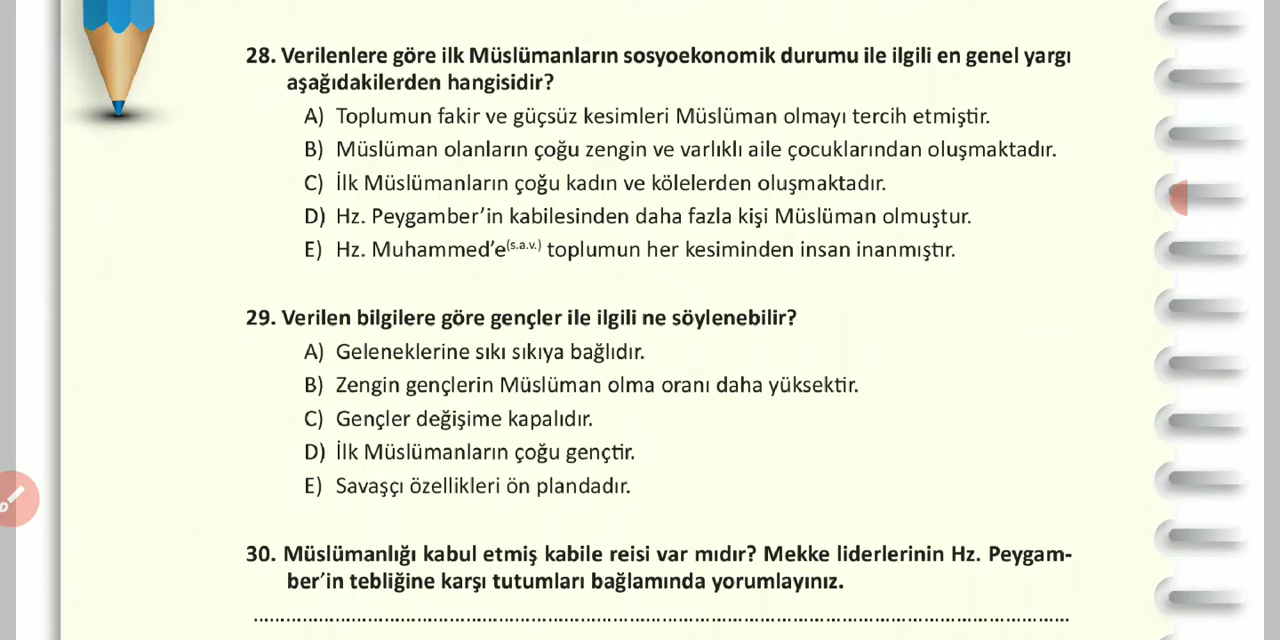 28. Verilenlere göre ilk Müslümanların sosyoekonomik durumu ile ilgili en genel yargı
aşağıdakilerden hangisidir?
A) Toplumun fakir ve güçsüz kesimleri Müslüman olmayı tercih etmiştir.
B) Müslüman olanların çoğu zengin ve varlıklı aile çocuklarından oluşmaktadır.
C) İlk Müslümanların çoğu kadın ve kölelerden oluşmaktadır.
D) Hz. Peygamber’in kabilesinden daha fazla kişi Müslüman olmuştur.
E) Hz. Muhammed’e(s.a.v.) toplumun her kesiminden insan inanmıştır.
29. Verilen bilgilere göre gençler ile ilgili ne söylenebilir?
A) Geleneklerine sıkı sıkıya bağlıdır.
B) Zengin gençlerin Müslüman olma oranı daha yüksektir.
C) Gençler değişime kapalıdır.
D) İlk Müslümanların çoğu gençtir.
E) Savaşçı özellikleri ön plandadır.
30. Müslümanlığı kabul etmiş kabile reisi var mıdır? Mekke liderlerinin Hz. Peygam-
ber’in tebliğine karşı tutumları bağlamında yorumlayınız.